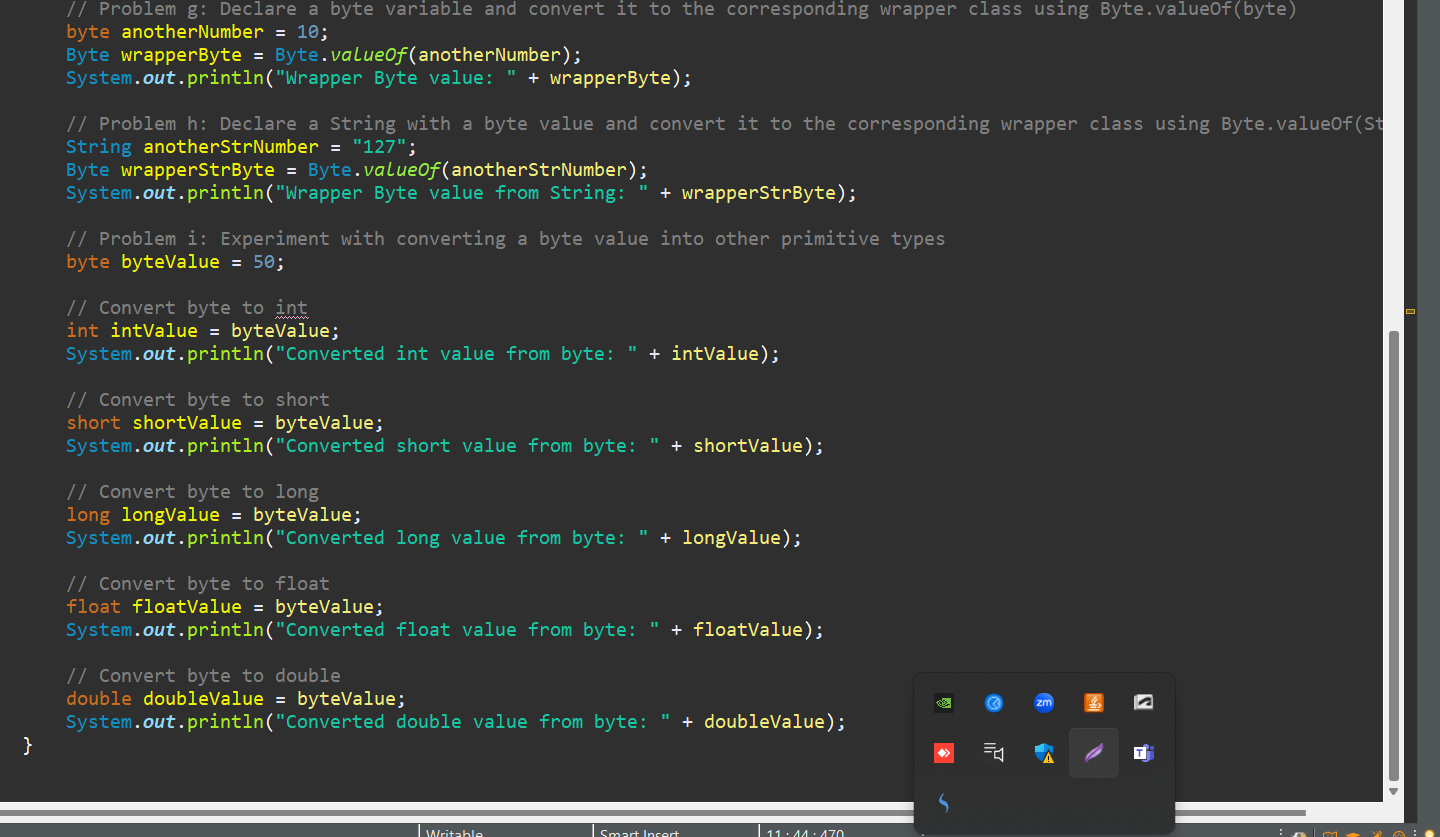 // Problem g: Declare a byte variable and convert it to the corresponding wrapper class using Byte.valueOf(byte)
byte anotherNumber = 10;
Byte wrapperByte = Byte.valueOf(anotherNumber);
System.out.println("Wrapper Byte value: " + wrapperByte);
// Problem h: Declare a String with a byte value and convert it to the corresponding wrapper class using Byte.valueOf(St
String anotherStrNumber = "127";
Byte wrapperStrByte = Byte.valueOf(anotherStrNumber);
System.out.println("Wrapper Byte value from String: " + wrapperStrByte);
// Problem i: Experiment with converting a byte value into other primitive types
byte byteValue = 50;
// Convert byte to int
int intValue = byteValue;
System.out.println("Converted int value from byte: " + intValue);
// Convert byte to short
short shortValue = byteValue;
System.out.println("Converted short value from byte: " + shortValue);
// Convert byte to long
long longValue = byteValue;
System.out.println("Converted long value from byte: " + longValue);
// Convert byte to float
float floatValue = byteValue;
System.out.println("Converted float value from byte: " + floatValue);
// Convert byte to double
double doubleValue = byteValue;
System.out.println("Converted double value from byte: " + doubleValue);
}
zm
T
Writable
Smart Insert
11 : 44 : 470